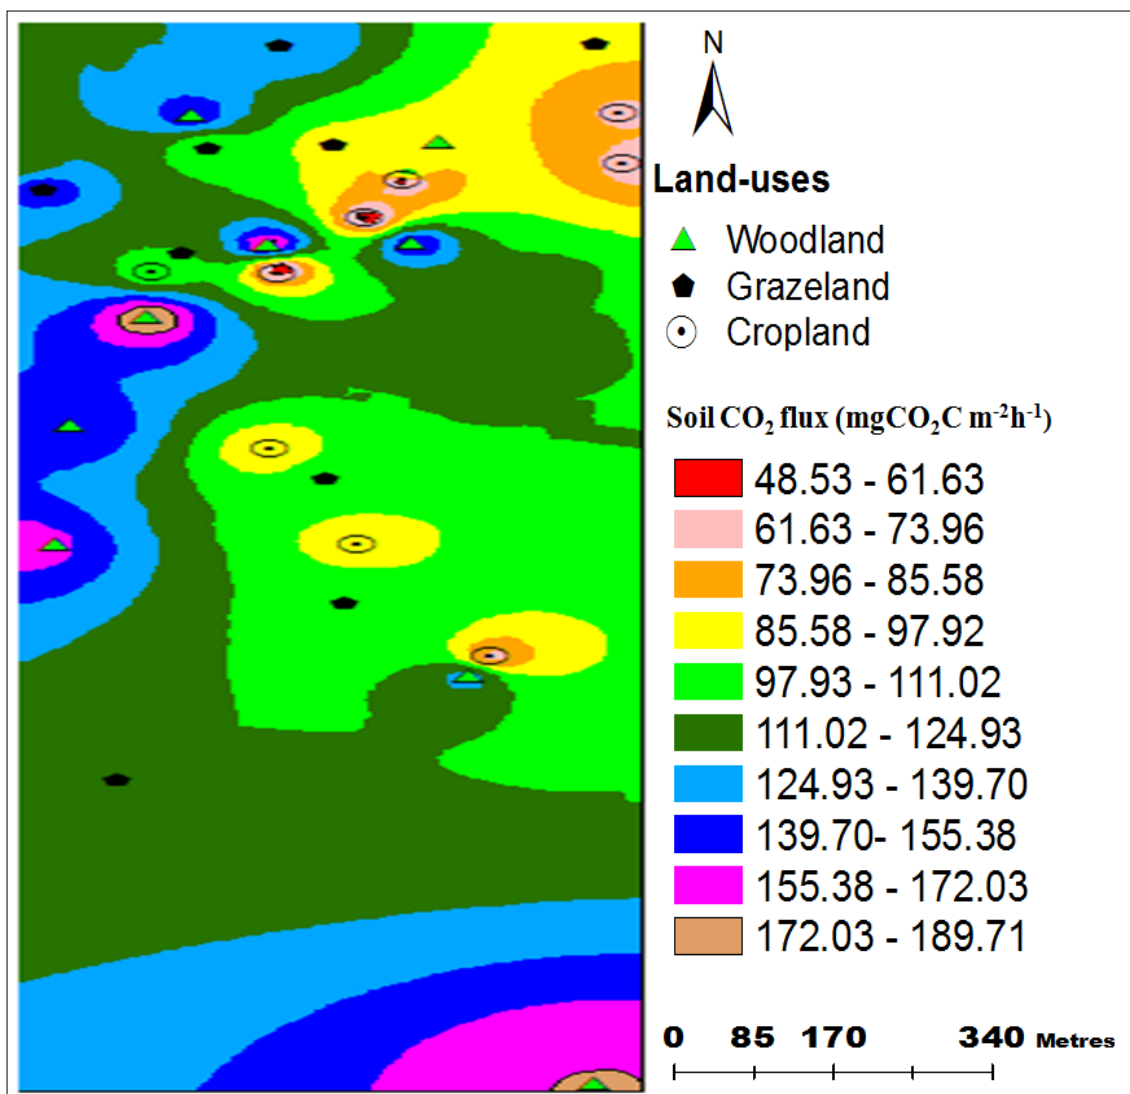 N
Land-uses
Woodland
Grazeland
Cropland
Soil CO₂ flux (mgCO₂C m⁻²h⁻¹)
48.53 - 61.63
61.63 - 73.96
73.96 - 85.58
85.58 - 97.92
97.93 - 111.02
111.02 - 124.93
124.93 - 139.70
139.70- 155.38
155.38 - 172.03
172.03 - 189.71
0 85 170 340 Metres